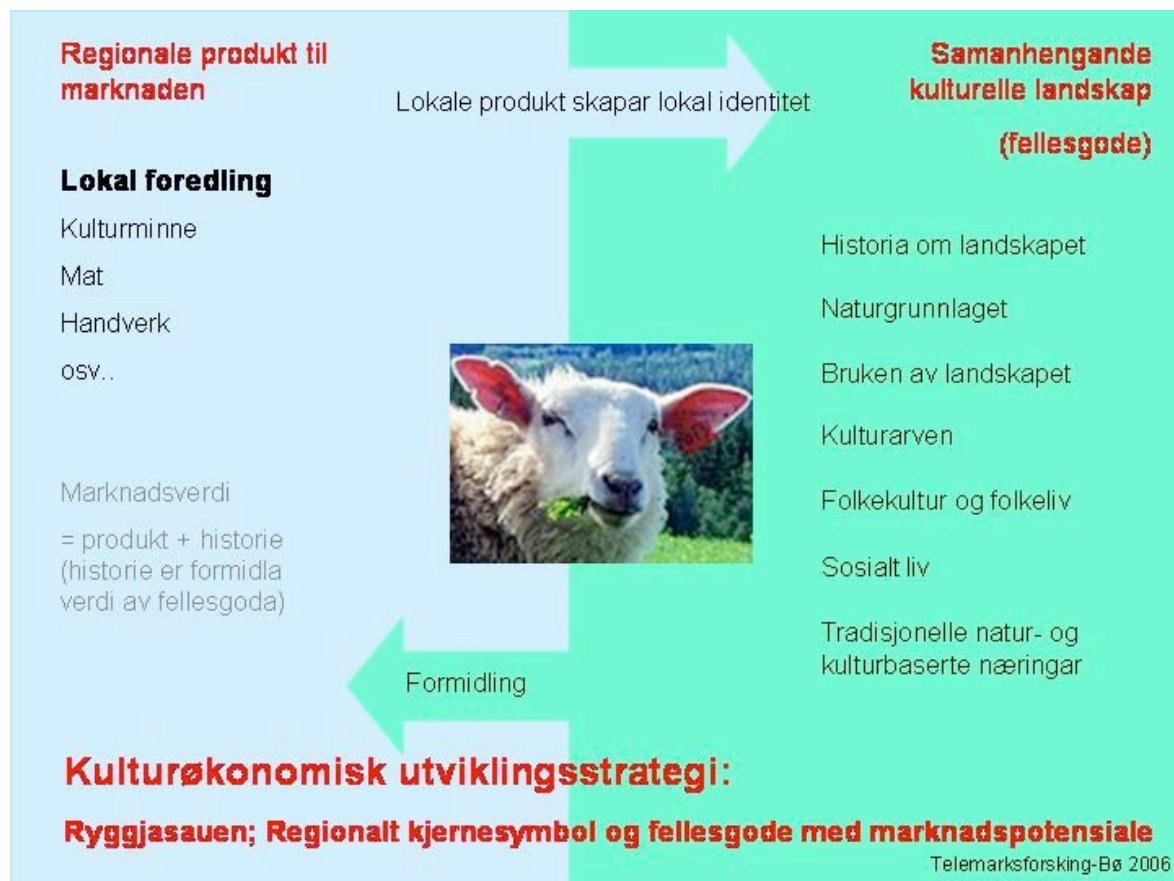 Regionale produkt til
marknaden
Lokale produkt skapar lokal identitet
Samanhengande
kulturelle landskap
(fellesgode)
Lokal foredling
Kulturminne
Mat
Handverk
osv..
Marknadsverdi
= produkt + historie
(historie er formidla
verdi av fellesgoda)
Historia om landskapet
Naturgrunnlaget
Bruken av landskapet
Kulturarven
Folkekultur og folkeliv
Sosialt liv
Tradisjonelle natur- og
kulturbaserte næringar
Formidling
Kulturøkonomisk utviklingsstrategi:
Ryggjasauen; Regionalt kjernesymbol og fellesgode med marknadspotensiale
Telemarksforsking-Bø 2006